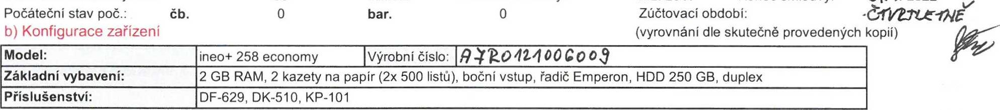 Počáteční stav poč.: čb. 0 bar. 0 Zúčtovací období: ČTVRTLETNĚ
b) Konfigurace zařízení (vyrovnání dle skutečně provedených kopií)
Model: ineo+ 258 economy Výrobní číslo: A7R0121006009
Základní vybavení: 2 GB RAM, 2 kazety na papír (2x 500 listů), boční vstup, řadič Emperon, HDD 250 GB, duplex
Příslušenství: DF-629, DK-510, KP-101